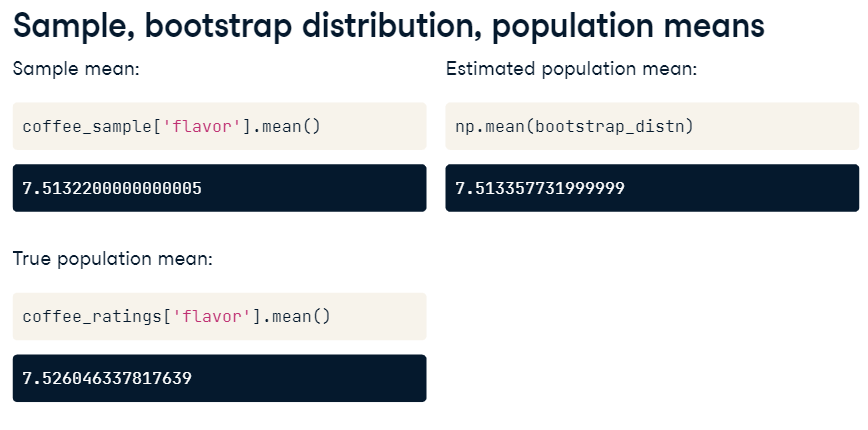 Sample, bootstrap distribution, population means
Sample mean:
coffee_sample['flavor'].mean()
7.5132200000000005
Estimated population mean:
np.mean(bootstrap_distn)
7.513357731999999
True population mean:
coffee_ratings['flavor'].mean()
7.526046337817639